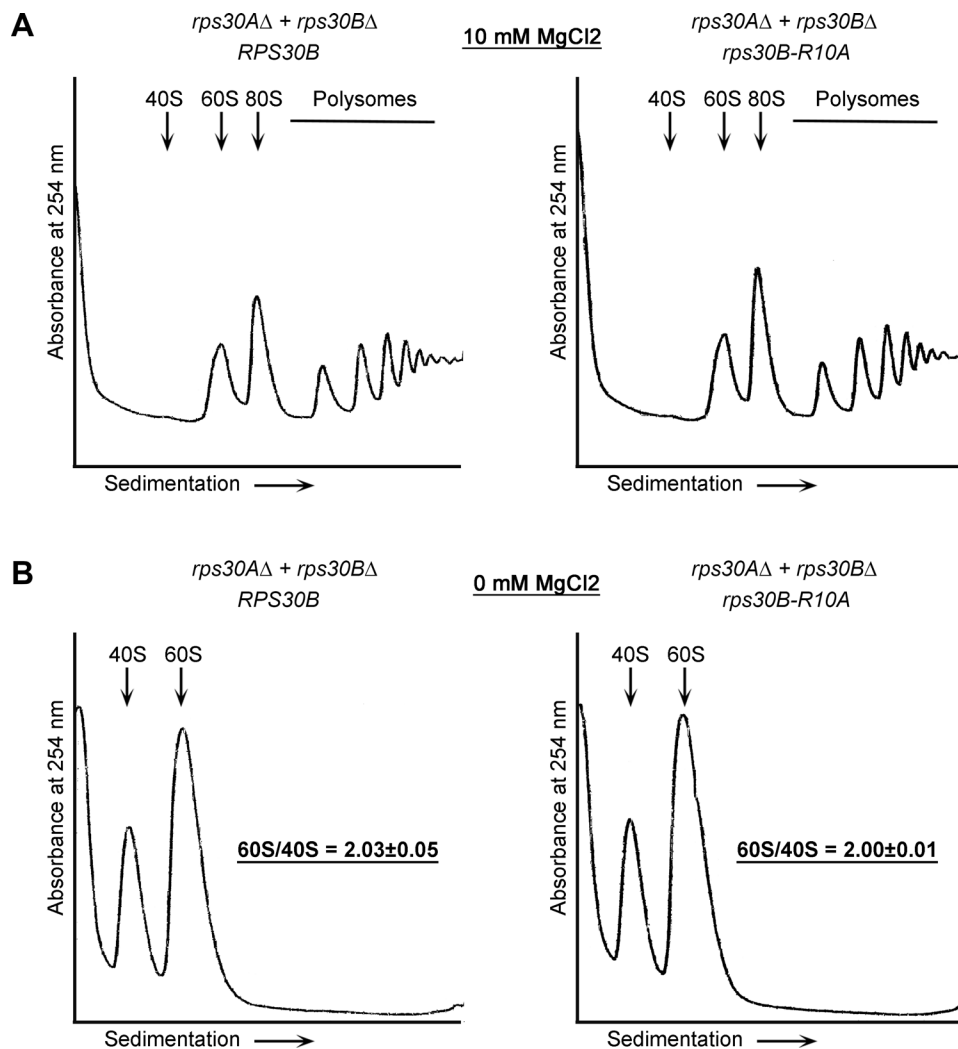 A
rps30AΔ + rps30BΔ
RPS30B
10 mM MgCl2
rps30AΔ + rps30BΔ
rps30B-R10A
40S 60S 80S Polysomes
40S 60S 80S Polysomes
Absorbance at 254 nm
Absorbance at 254 nm
Sedimentation
Sedimentation
B
rps30AΔ + rps30BΔ
RPS30B
0 mM MgCl2
rps30AΔ + rps30BΔ
rps30B-R10A
40S 60S
40S 60S
Absorbance at 254 nm
60S/40S = 2.03±0.05
Absorbance at 254 nm
60S/40S = 2.00±0.01
Sedimentation
Sedimentation